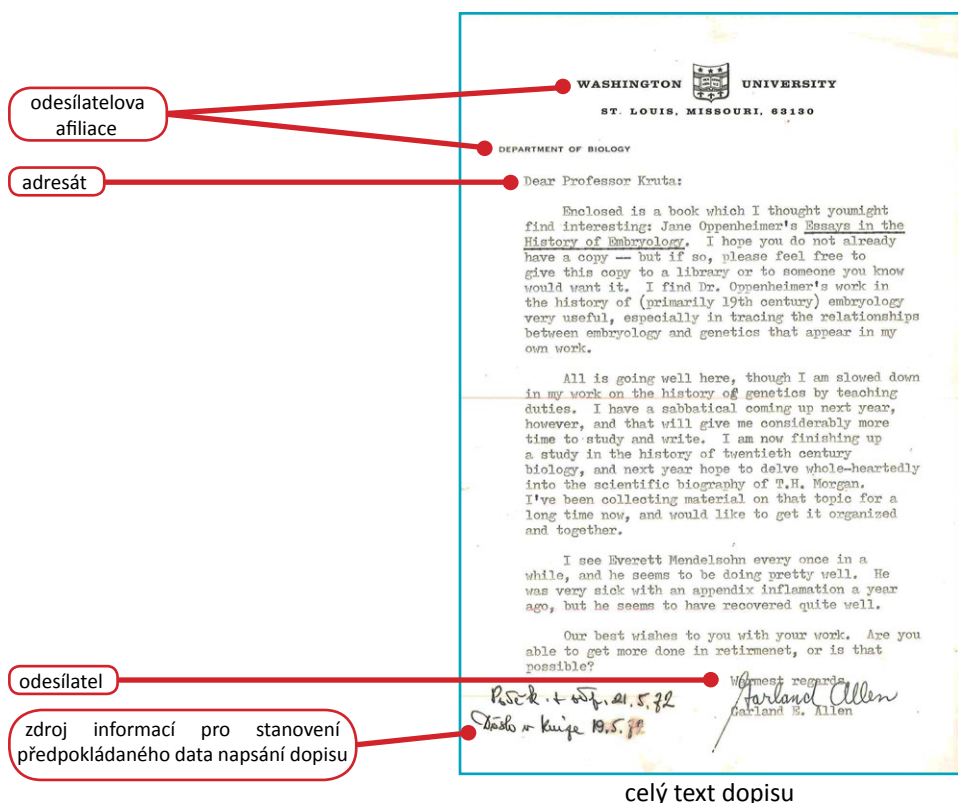 WASHINGTON UNIVERSITY
ST. LOUIS, MISSOURI, 63130
odesílatelova
afiliace
DEPARTMENT OF BIOLOGY
adresát
Dear Professor Kruta:
Enclosed is a book which I thought youmight
find interesting: Jane Oppenheimer's Essays in the
History of Embryology. I hope you do not already
have a copy — but if so, please feel free to
give this copy to a library or to someone you know
would want it. I find Dr. Oppenheimer's work in
the history of (primarily 19th century) embryology
very useful, especially in tracing the relationships
between embryology and genetics that appear in my
own work.
All is going well here, though I am slowed down
in my work on the history of genetics by teaching
duties. I have a sabbatical coming up next year,
however, and that will give me considerably more
time to study and write. I am now finishing up
a study in the history of twentieth century
biology, and next year hope to delve whole-heartedly
into the scientific biography of T.H. Morgan.
I've been collecting material on that topic for a
long time now, and would like to get it organized
and together.
I see Everett Mendelsohn every once in a
while, and he seems to be doing pretty well. He
was very sick with an appendix inflamation a year
ago, but he seems to have recovered quite well.
Our best wishes to you with your work. Are you
able to get more done in retirmenet, or is that
possible?
odesílatel
Warmest regards,
Garland Allen
Garland E. Allen
Poděk. + odp. 21.5.72
Došlo v 19.5.72
zdroj informací pro stanovení
předpokládaného data napsání dopisu
celý text dopisu